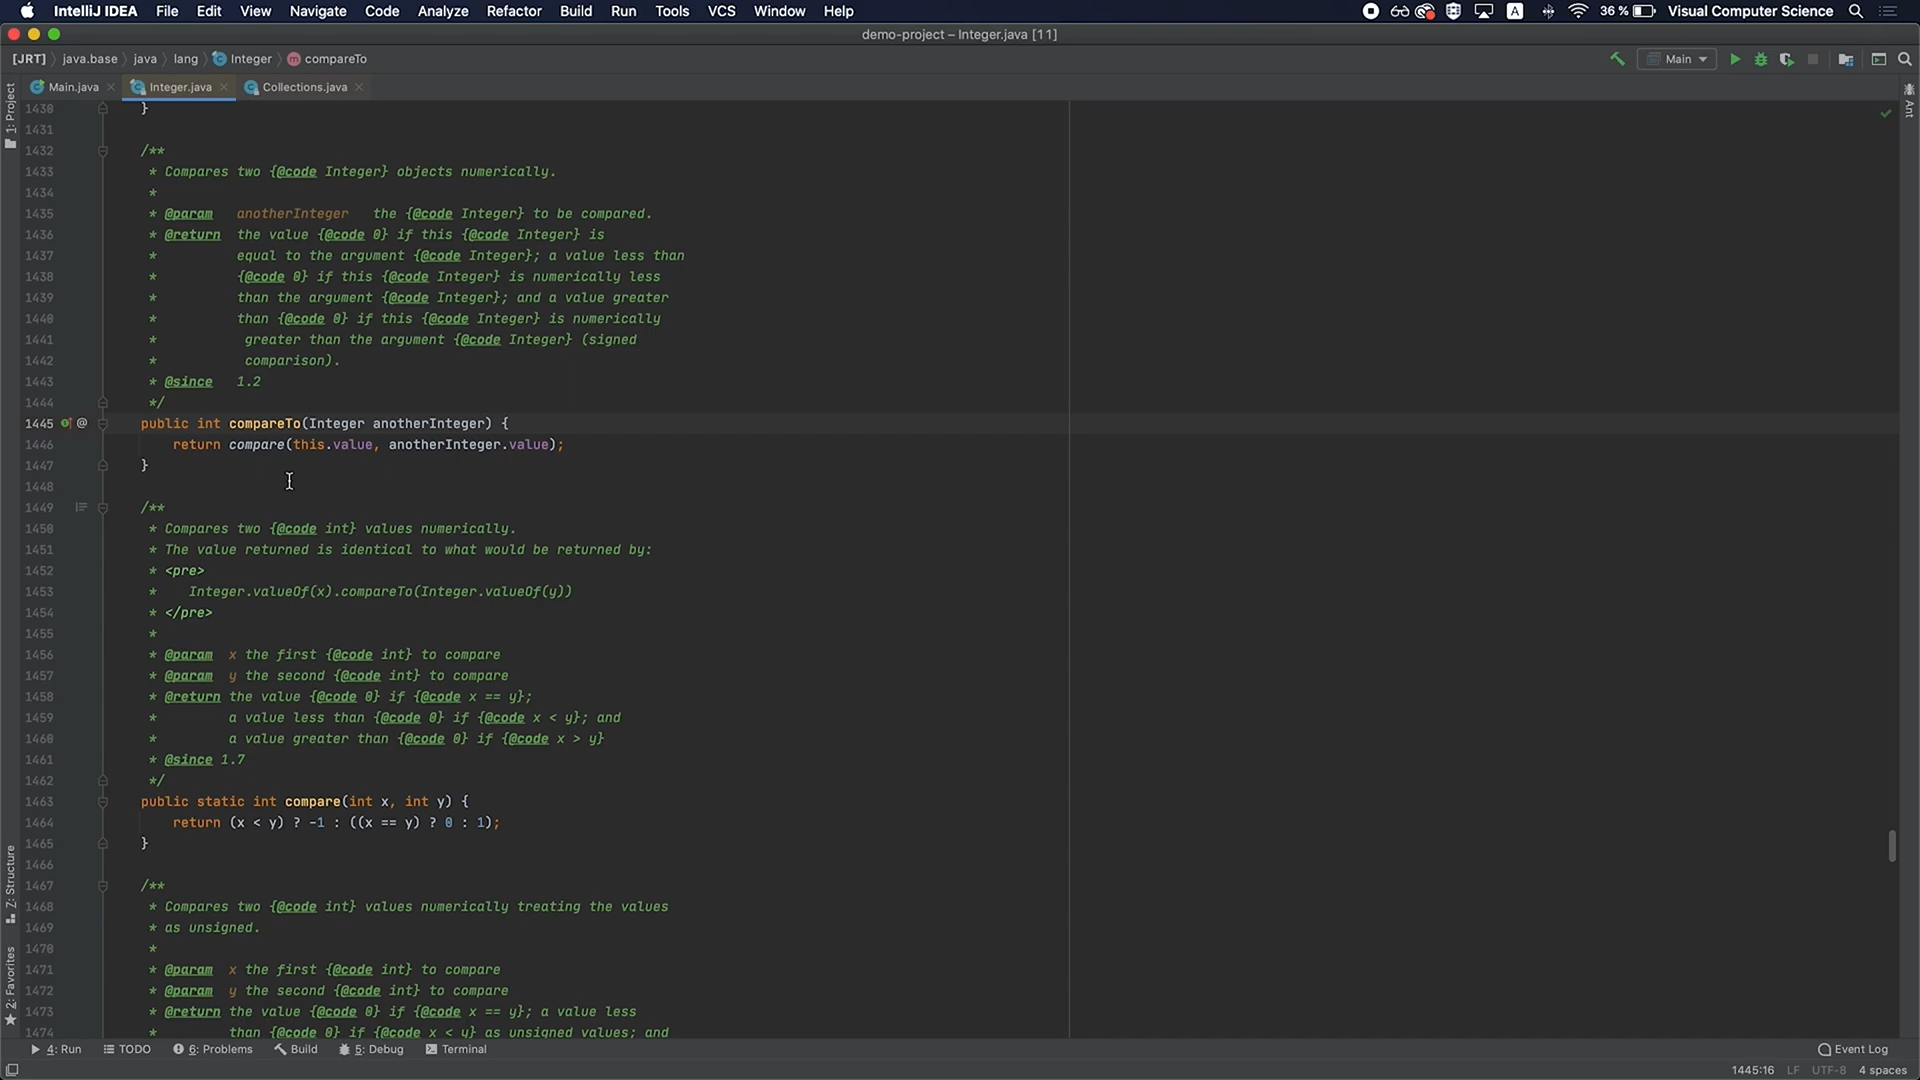 IntelliJ IDEA File Edit View Navigate Code Analyze Refactor Build Run Tools VCS Window Help A 36 % Visual Computer Science
demo-project – Integer.java [11]
[JRT] java.base java lang Integer compareTo Main
Main.java Integer.java Collections.java
1: Project
Ant
1430 }
1431
1432 /**
1433 * Compares two {@code Integer} objects numerically.
1434 *
1435 * @param anotherInteger the {@code Integer} to be compared.
1436 * @return the value {@code 0} if this {@code Integer} is
1437 * equal to the argument {@code Integer}; a value less than
1438 * {@code 0} if this {@code Integer} is numerically less
1439 * than the argument {@code Integer}; and a value greater
1440 * than {@code 0} if this {@code Integer} is numerically
1441 * greater than the argument {@code Integer} (signed
1442 * comparison).
1443 * @since 1.2
1444 */
1445 @ public int compareTo(Integer anotherInteger) {
1446 return compare(this.value, anotherInteger.value);
1447 }
1448
1449 /**
1450 * Compares two {@code int} values numerically.
1451 * The value returned is identical to what would be returned by:
1452 * <pre>
1453 * Integer.valueOf(x).compareTo(Integer.valueOf(y))
1454 * </pre>
1455 *
1456 * @param x the first {@code int} to compare
1457 * @param y the second {@code int} to compare
1458 * @return the value {@code 0} if {@code x == y};
1459 * a value less than {@code 0} if {@code x < y}; and
1460 * a value greater than {@code 0} if {@code x > y}
1461 * @since 1.7
1462 */
1463 public static int compare(int x, int y) {
1464 return (x < y) ? -1 : ((x == y) ? 0 : 1);
1465 }
1466
1467 /**
1468 * Compares two {@code int} values numerically treating the values
1469 * as unsigned.
1470 *
1471 * @param x the first {@code int} to compare
1472 * @param y the second {@code int} to compare
1473 * @return the value {@code 0} if {@code x == y}; a value less
1474 * than {@code 0} if {@code x < y} as unsigned values; and
Z: Structure
2: Favorites
4: Run TODO 6: Problems Build 5: Debug Terminal Event Log
1445:16 LF UTF-8 4 spaces